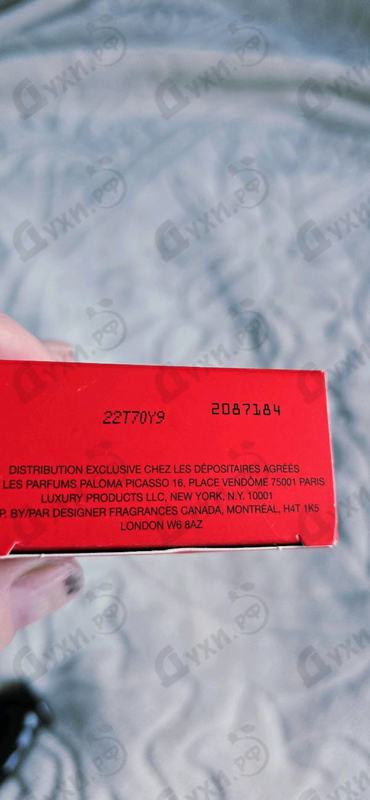 Духи.рф
22T70Y9 2087184
DISTRIBUTION EXCLUSIVE CHEZ LES DÉPOSITAIRES AGRÉÉS
LES PARFUMS PALOMA PICASSO 16, PLACE VENDÔME 75001 PARIS
LUXURY PRODUCTS LLC, NEW YORK, N.Y. 10001
P. BY/PAR DESIGNER FRAGRANCES CANADA, MONTRÉAL, H4T 1K5
LONDON W6 8AZ